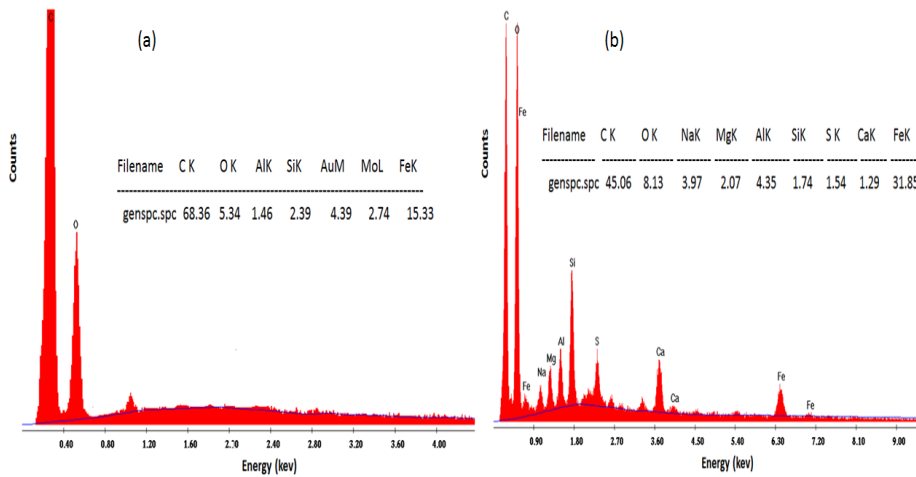 C
(a)
Filename C K O K AlK SiK AuM MoL FeK
genspc.spc 68.36 5.34 1.46 2.39 4.39 2.74 15.33
O
Counts
0.40 0.80 1.20 1.60 2.00 2.40 2.80 3.20 3.60 4.00
Energy (kev)
C
O
(b)
Fe
Filename C K O K NaK MgK AlK SiK S K CaK FeK
genspc.spc 45.06 8.13 3.97 2.07 4.35 1.74 1.54 1.29 31.85
Counts
Si
Al
S
Mg
Ca
Na
Fe
Fe
Ca
Fe
0.90 1.80 2.70 3.60 4.50 5.40 6.30 7.20 8.10 9.00
Energy (kev)